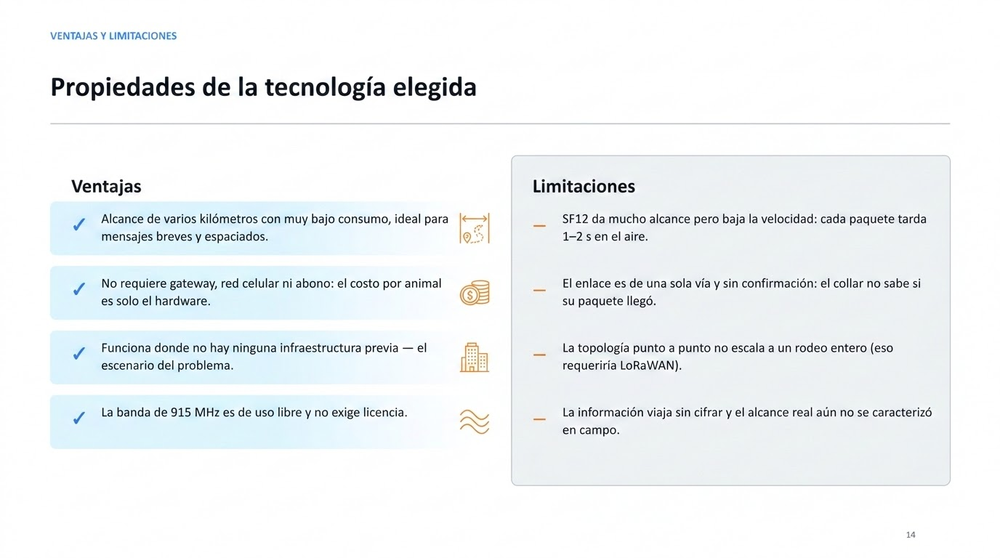 VENTAJAS Y LIMITACIONES
Propiedades de la tecnología elegida
Ventajas
✓ Alcance de varios kilómetros con muy bajo consumo, ideal para
mensajes breves y espaciados.
✓ No requiere gateway, red celular ni abono: el costo por animal
es solo el hardware.
✓ Funciona donde no hay ninguna infraestructura previa — el
escenario del problema.
✓ La banda de 915 MHz es de uso libre y no exige licencia.
Limitaciones
— SF12 da mucho alcance pero baja la velocidad: cada paquete tarda
1–2 s en el aire.
— El enlace es de una sola vía y sin confirmación: el collar no sabe si
su paquete llegó.
— La topología punto a punto no escala a un rodeo entero (eso
requeriría LoRaWAN).
— La información viaja sin cifrar y el alcance real aún no se caracterizó
en campo.
14